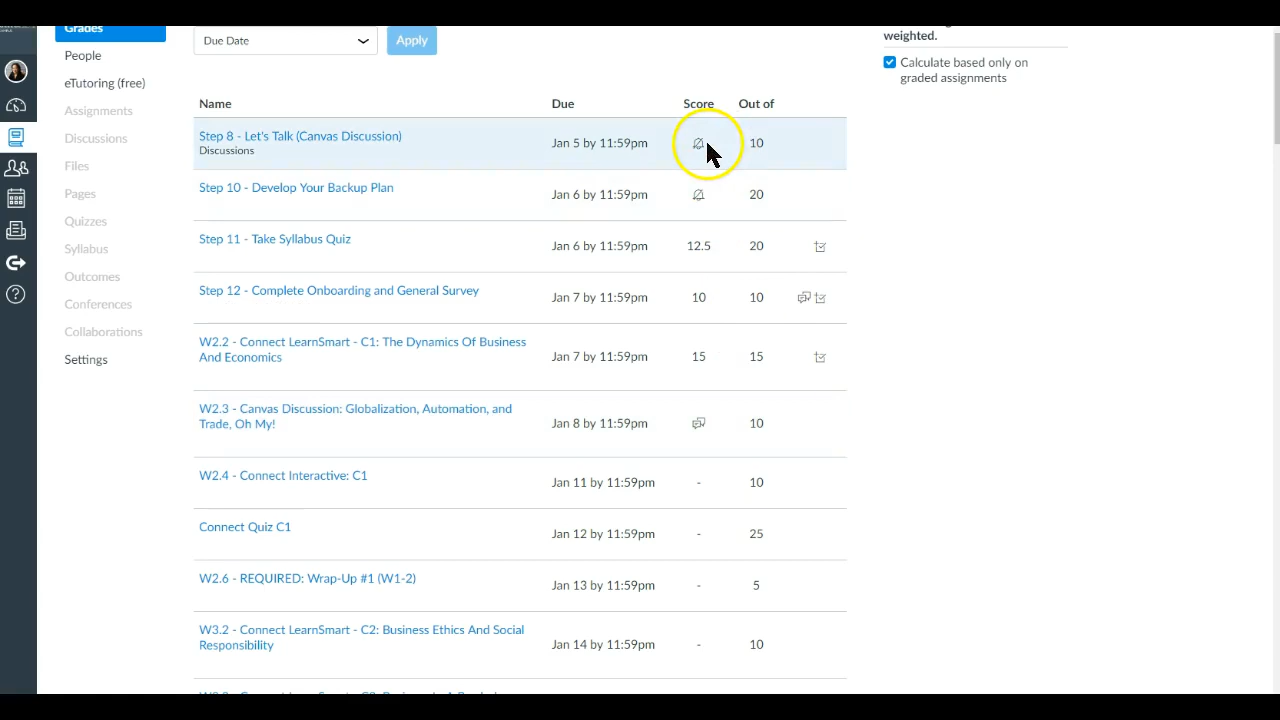 Grades
Due Date
Apply
weighted.
People
Calculate based only on
graded assignments
eTutoring (free)
Name Due Score Out of
Assignments
Step 8 - Let's Talk (Canvas Discussion)
Discussions
Jan 5 by 11:59pm 10
Discussions
Files
Step 10 - Develop Your Backup Plan Jan 6 by 11:59pm 20
Pages
Quizzes
Step 11 - Take Syllabus Quiz Jan 6 by 11:59pm 12.5 20
Syllabus
Outcomes
Step 12 - Complete Onboarding and General Survey Jan 7 by 11:59pm 10 10
Conferences
Collaborations
W2.2 - Connect LearnSmart - C1: The Dynamics Of Business
And Economics
Jan 7 by 11:59pm 15 15
Settings
W2.3 - Canvas Discussion: Globalization, Automation, and
Trade, Oh My!
Jan 8 by 11:59pm 10
W2.4 - Connect Interactive: C1 Jan 11 by 11:59pm - 10
Connect Quiz C1 Jan 12 by 11:59pm - 25
W2.6 - REQUIRED: Wrap-Up #1 (W1-2) Jan 13 by 11:59pm - 5
W3.2 - Connect LearnSmart - C2: Business Ethics And Social
Responsibility
Jan 14 by 11:59pm - 10